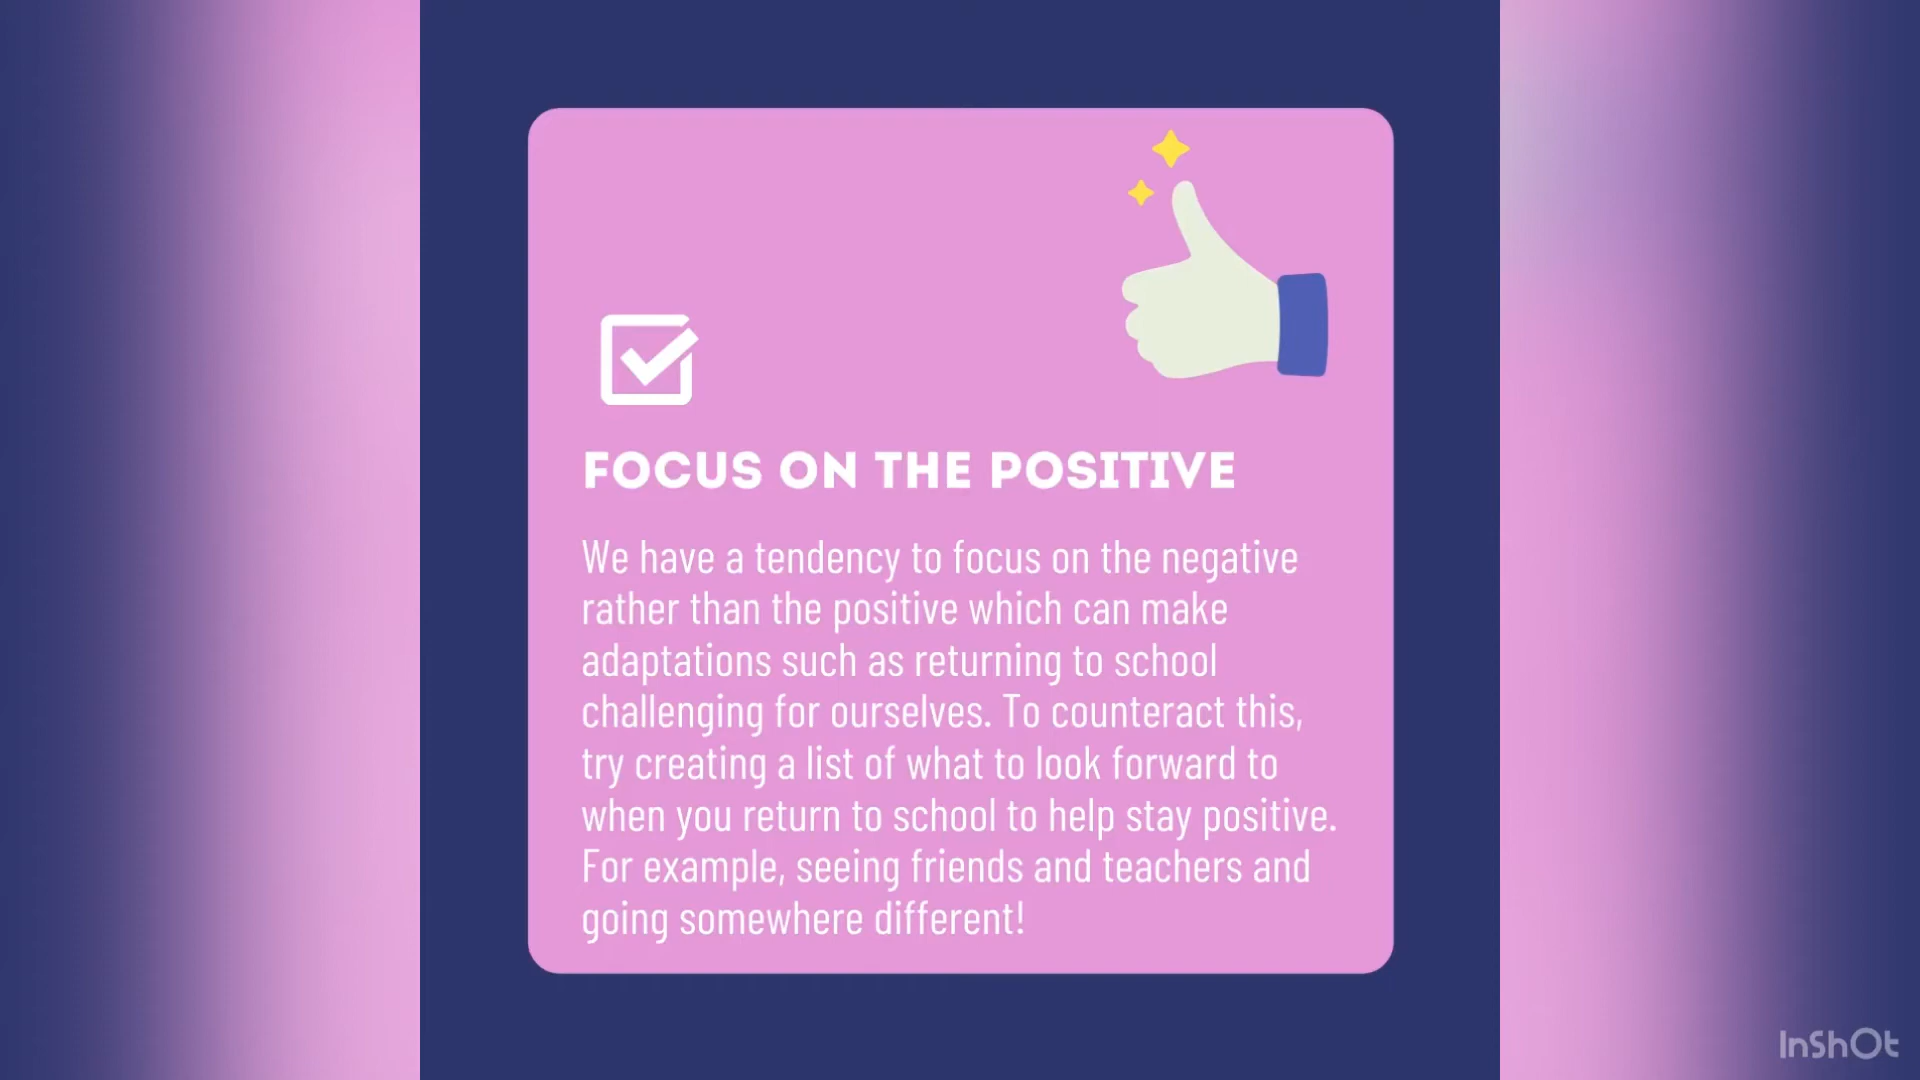 FOCUS ON THE POSITIVE
We have a tendency to focus on the negative
rather than the positive which can make
adaptations such as returning to school
challenging for ourselves. To counteract this,
try creating a list of what to look forward to
when you return to school to help stay positive.
For example, seeing friends and teachers and
going somewhere different!
InShOt